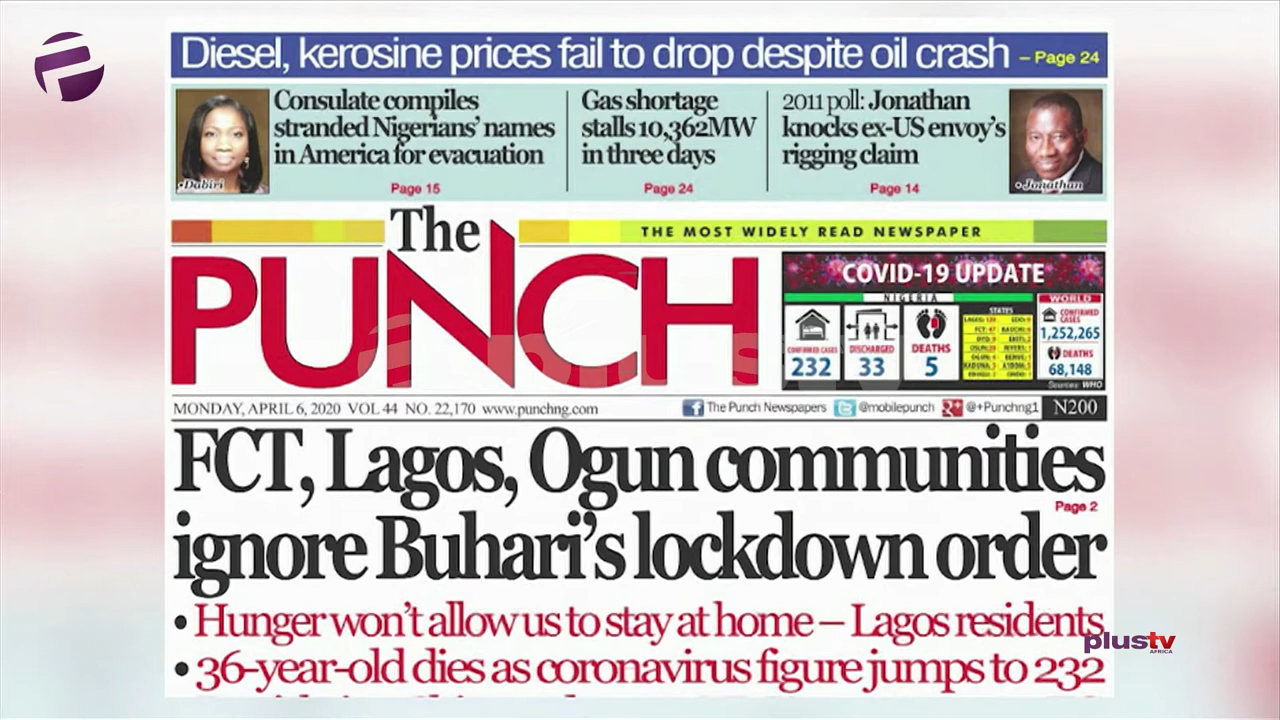 Diesel, kerosine prices fail to drop despite oil crash – Page 24
Consulate compiles
stranded Nigerians' names
in America for evacuation
Page 15
•Dabiri
Gas shortage
stalls 10,362MW
in three days
Page 24
2011 poll: Jonathan
knocks ex-US envoy's
rigging claim
Page 14
•Jonathan
The
PUNCH
THE MOST WIDELY READ NEWSPAPER
COVID-19 UPDATE
NIGERIA
CONFIRMED CASES
232
DISCHARGED
33
DEATHS
5
STATES
WORLD
CONFIRMED
CASES
1,252,265
DEATHS
68,148
Sources: WHO
MONDAY, APRIL 6, 2020 VOL 44 NO. 22,170 www.punchng.com
The Punch Newspapers @mobilepunch @+Punchng1 N200
FCT, Lagos, Ogun communities
Page 2
ignore Buhari's lockdown order
• Hunger won't allow us to stay at home – Lagos residents
• 36-year-old dies as coronavirus figure jumps to 232
plustv
AFRICA